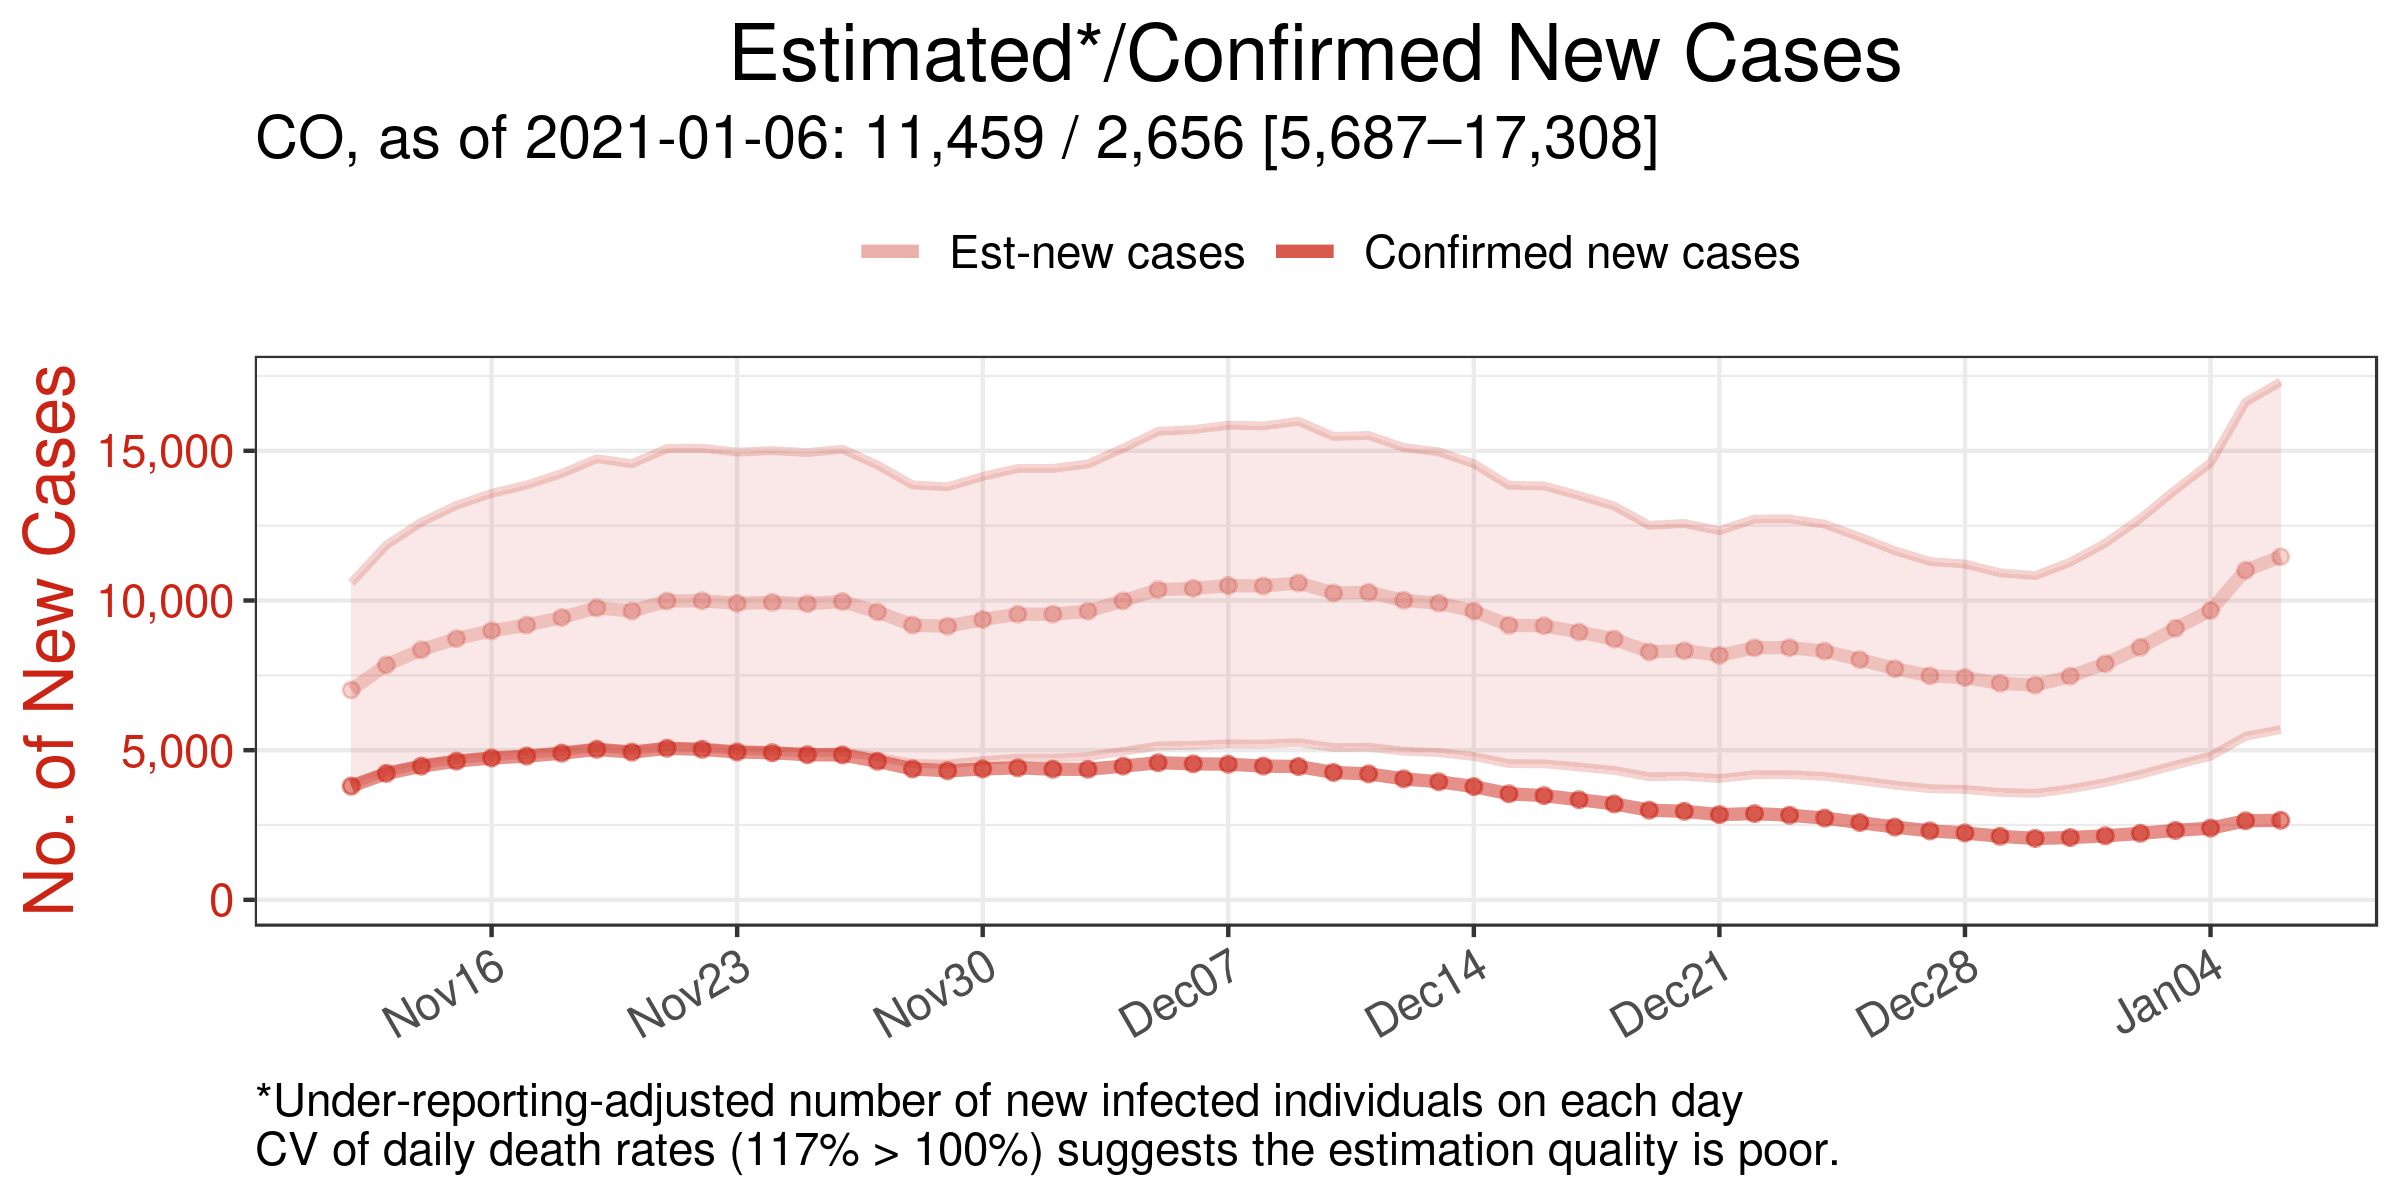 Estimated*/Confirmed New Cases
CO, as of 2021-01-06: 11,459 / 2,656 [5,687–17,308]
Est-new cases
Confirmed new cases
No. of New Cases
15,000
10,000
5,000
0
Nov16
Nov23
Nov30
Dec07
Dec14
Dec21
Dec28
Jan04
*Under-reporting-adjusted number of new infected individuals on each day
CV of daily death rates (117% > 100%) suggests the estimation quality is poor.